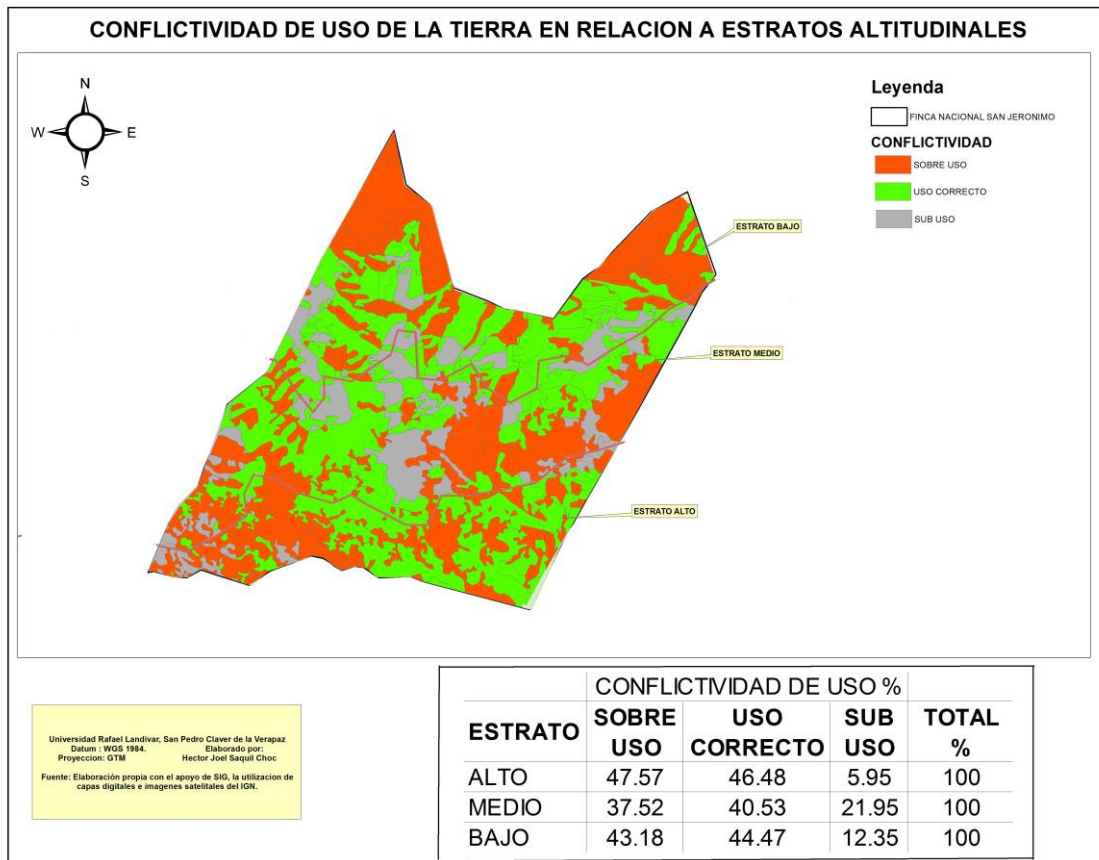 CONFLICTIVIDAD DE USO DE LA TIERRA EN RELACION A ESTRATOS ALTITUDINALES
N
W E
S
Leyenda
FINCA NACIONAL SAN JERONIMO
CONFLICTIVIDAD
SOBRE USO
USO CORRECTO
SUB USO
ESTRATO BAJO
ESTRATO MEDIO
ESTRATO ALTO
Universidad Rafael Landivar, San Pedro Claver de la Verapaz
Datum : WGS 1984. Elaborado por:
Proyeccion: GTM Hector Joel Saquil Choc
Fuente: Elaboración propia con el apoyo de SIG, la utilizacion de
capas digitales e imagenes satelitales del IGN.
CONFLICTIVIDAD DE USO %
ESTRATO SOBRE USO SUB TOTAL
USO CORRECTO USO %
ALTO 47.57 46.48 5.95 100
MEDIO 37.52 40.53 21.95 100
BAJO 43.18 44.47 12.35 100